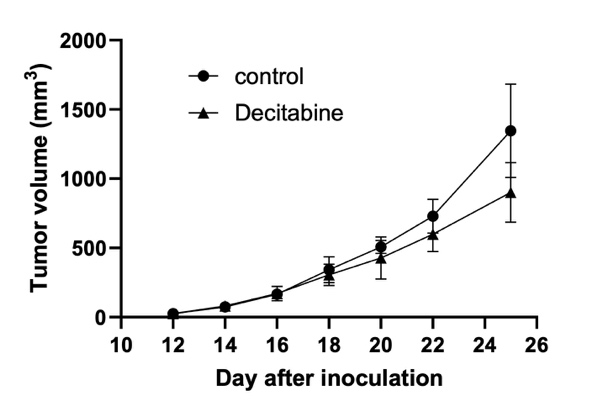 2000
1500
1000
500
0
Tumor volume (mm³)
control
Decitabine
10 12 14 16 18 20 22 24 26
Day after inoculation